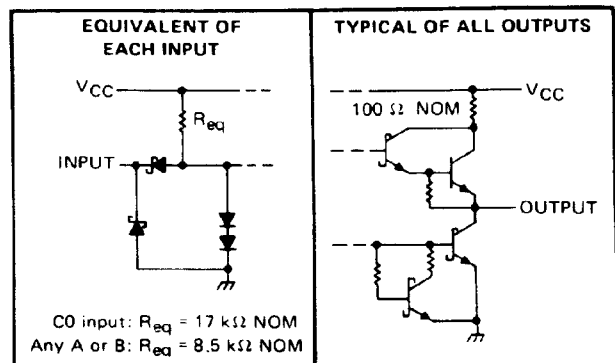 EQUIVALENT OF
EACH INPUT
VCC
Req
INPUT
C0 input: Req = 17 kΩ NOM
Any A or B: Req = 8.5 kΩ NOM
TYPICAL OF ALL OUTPUTS
VCC
100 Ω NOM
OUTPUT